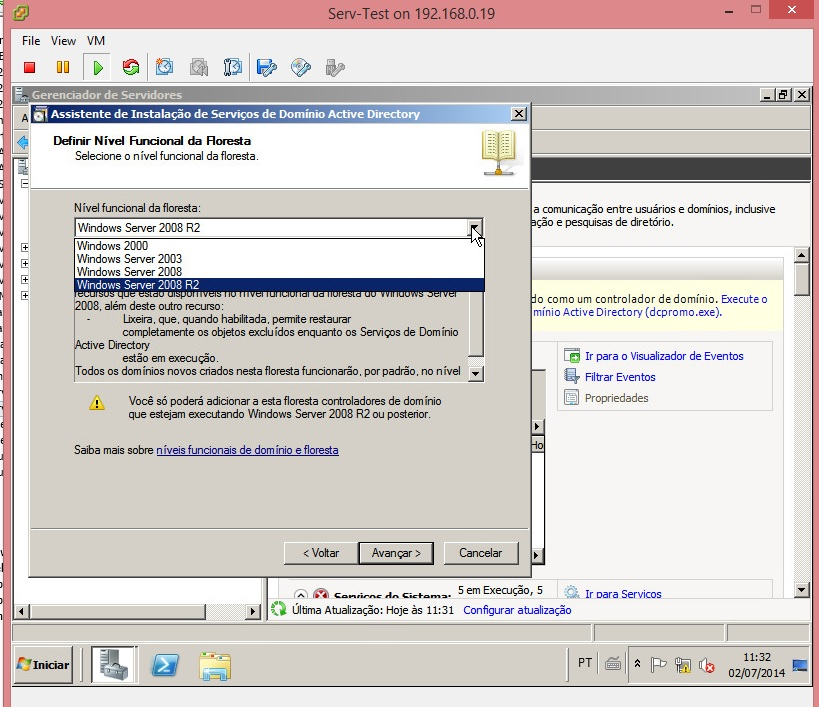 Serv-Test on 192.168.0.19
File View VM
Gerenciador de Servidores
A
Assistente de Instalação de Serviços de Domínio Active Directory
Definir Nível Funcional da Floresta
Selecione o nível funcional da floresta.
Nível funcional da floresta:
Windows Server 2008 R2
Windows 2000
Windows Server 2003
Windows Server 2008
Windows Server 2008 R2
recursos que estão disponíveis no nível funcional da floresta do Windows Server
2008, além deste outro recurso:
- Lixeira, que, quando habilitada, permite restaurar
completamente os objetos excluídos enquanto os Serviços de Domínio
Active Directory
estão em execução.
Todos os domínios novos criados nesta floresta funcionarão, por padrão, no nível
Você só poderá adicionar a esta floresta controladores de domínio
que estejam executando Windows Server 2008 R2 ou posterior.
Saiba mais sobre níveis funcionais de domínio e floresta
< Voltar
Avançar >
Cancelar
a comunicação entre usuários e domínios, inclusive
ação e pesquisas de diretório.
do como um controlador de domínio. Execute o
mínio Active Directory (dcpromo.exe).
Ir para o Visualizador de Eventos
Filtrar Eventos
Propriedades
Ho
Serviços do Sistema: 5 em Execução, 5
Ir para Serviços
Última Atualização: Hoje às 11:31 Configurar atualização
Iniciar
PT
11:32
02/07/2014